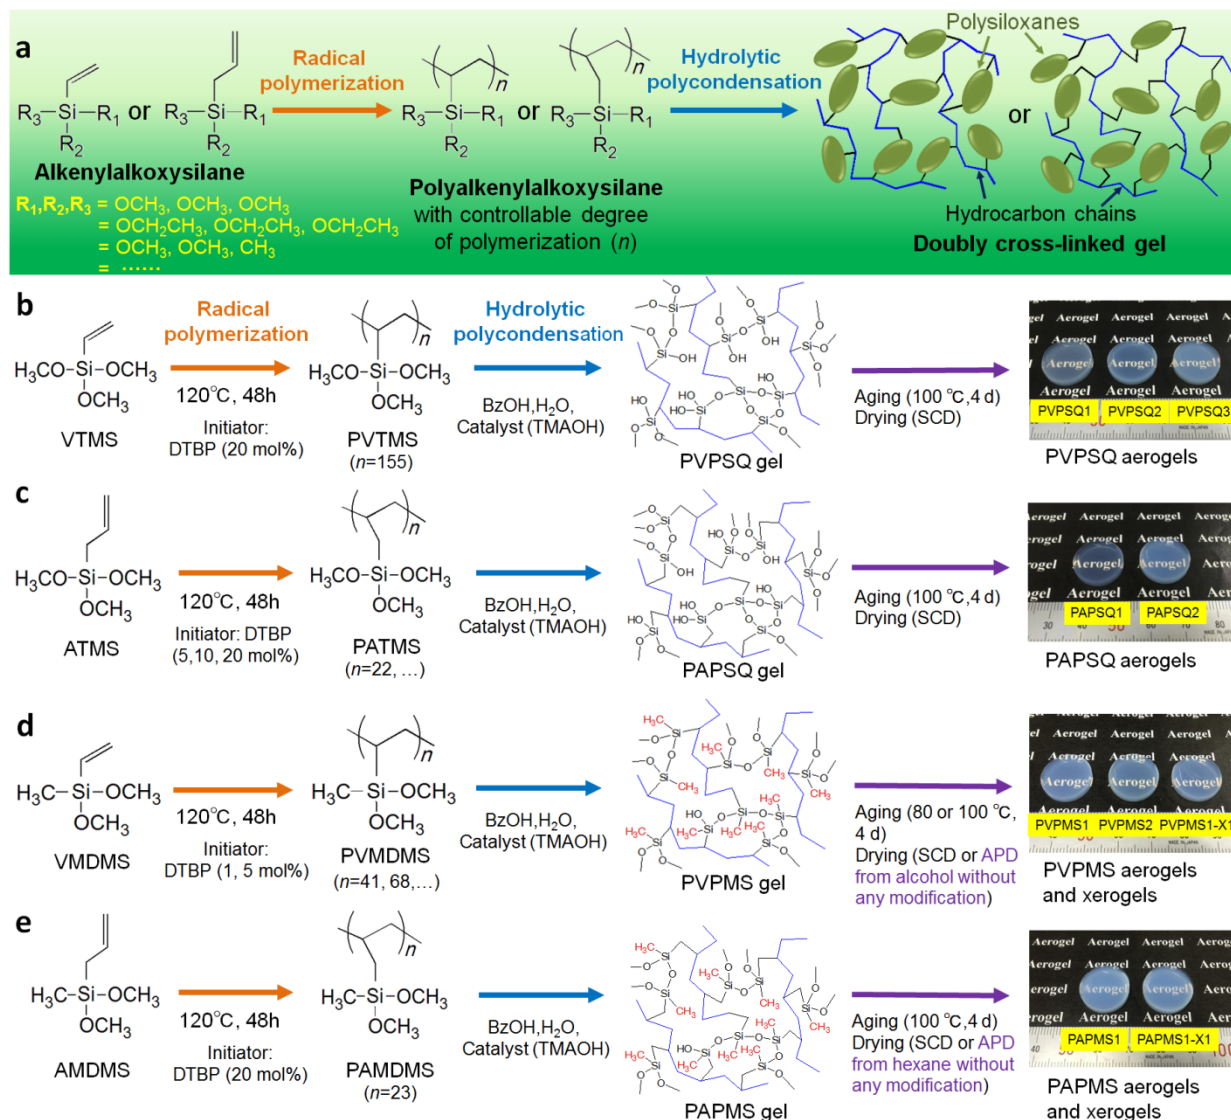 a
Radical
polymerization
Hydrolytic
polycondensation
Polysiloxanes
R3 Si R1 or R3 Si R1
R2 R2
n n
R3 Si R1 or R3 Si R1
R2 R2
or
Alkenylalkoxysilane
R1,R2,R3 = OCH3, OCH3, OCH3
= OCH2CH3, OCH2CH3, OCH2CH3
= OCH3, OCH3, CH3
= ······
Polyalkenylalkoxysilane
with controllable degree
of polymerization (n)
Hydrocarbon chains
Doubly cross-linked gel
b
H3CO-Si-OCH3
OCH3
VTMS
Radical
polymerization
120℃, 48h
Initiator:
DTBP (20 mol%)
n
H3CO-Si-OCH3
OCH3
PVTMS
(n=155)
Hydrolytic
polycondensation
BzOH,H2O,
Catalyst (TMAOH)
PVPSQ gel
Aging (100 ℃,4 d)
Drying (SCD)
Aerogel Aerogel Aerogel
PVPSQ1 PVPSQ2 PVPSQ3
PVPSQ aerogels
c
H3CO-Si-OCH3
OCH3
ATMS
120℃, 48h
Initiator: DTBP
(5,10, 20 mol%)
n
H3CO-Si-OCH3
OCH3
PATMS
(n=22, …)
BzOH,H2O,
Catalyst (TMAOH)
PAPSQ gel
Aging (100 ℃,4 d)
Drying (SCD)
Aerogel Aerogel
PAPSQ1 PAPSQ2
PAPSQ aerogels
d
H3C-Si-OCH3
OCH3
VMDMS
120℃, 48h
Initiator:
DTBP (1, 5 mol%)
n
H3C-Si-OCH3
OCH3
PVMDMS
(n=41, 68,…)
BzOH,H2O,
Catalyst (TMAOH)
PVPMS gel
Aging (80 or 100 ℃,
4 d)
Drying (SCD or APD
from alcohol without
any modification)
Aerogel Aerogel Aerogel
PVPMS1 PVPMS2 PVPMS1-X1
PVPMS aerogels
and xerogels
e
H3C-Si-OCH3
OCH3
AMDMS
120℃, 48h
Initiator:
DTBP (20 mol%)
n
H3C-Si-OCH3
OCH3
PAMDMS
(n=23)
BzOH,H2O,
Catalyst (TMAOH)
PAPMS gel
Aging (100 ℃,4 d)
Drying (SCD or APD
from hexane without
any modification)
Aerogel Aerogel
PAPMS1 PAPMS1-X1
PAPMS aerogels
and xerogels